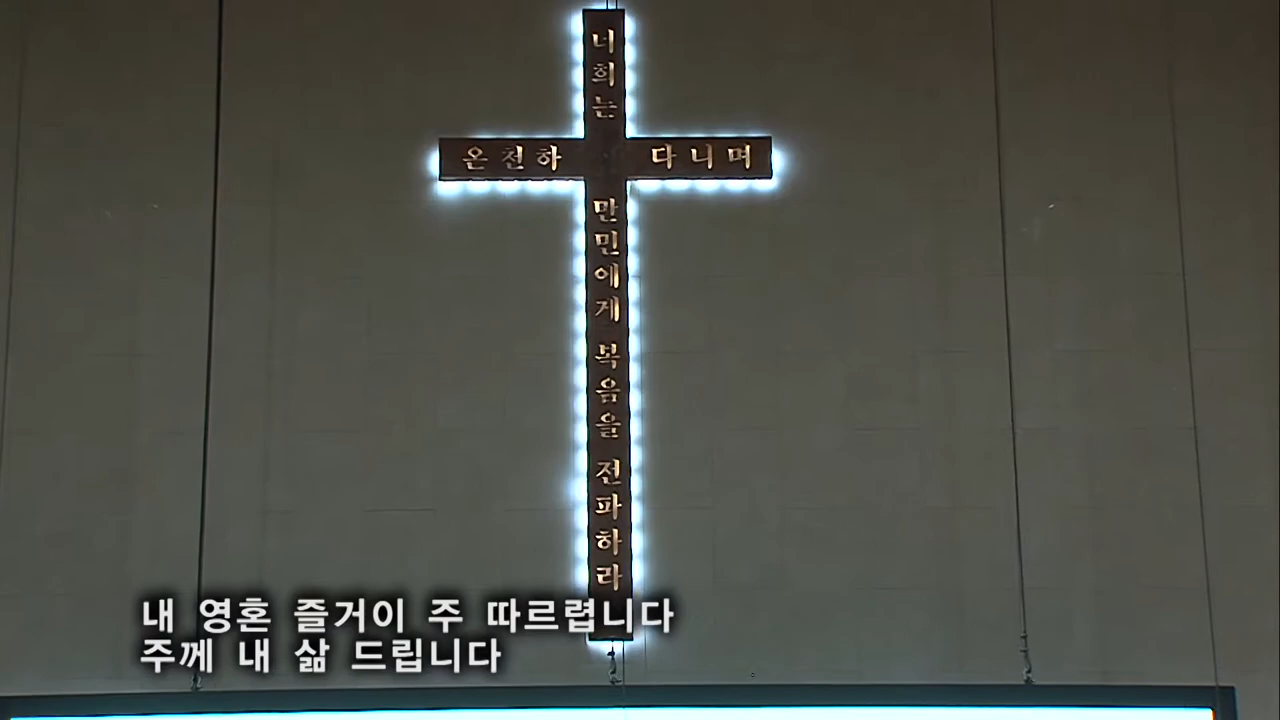 너희는
온천하 다니며
만민에게 복음을 전파하라
내 영혼 즐거이 주 따르렵니다
주께 내 삶 드립니다